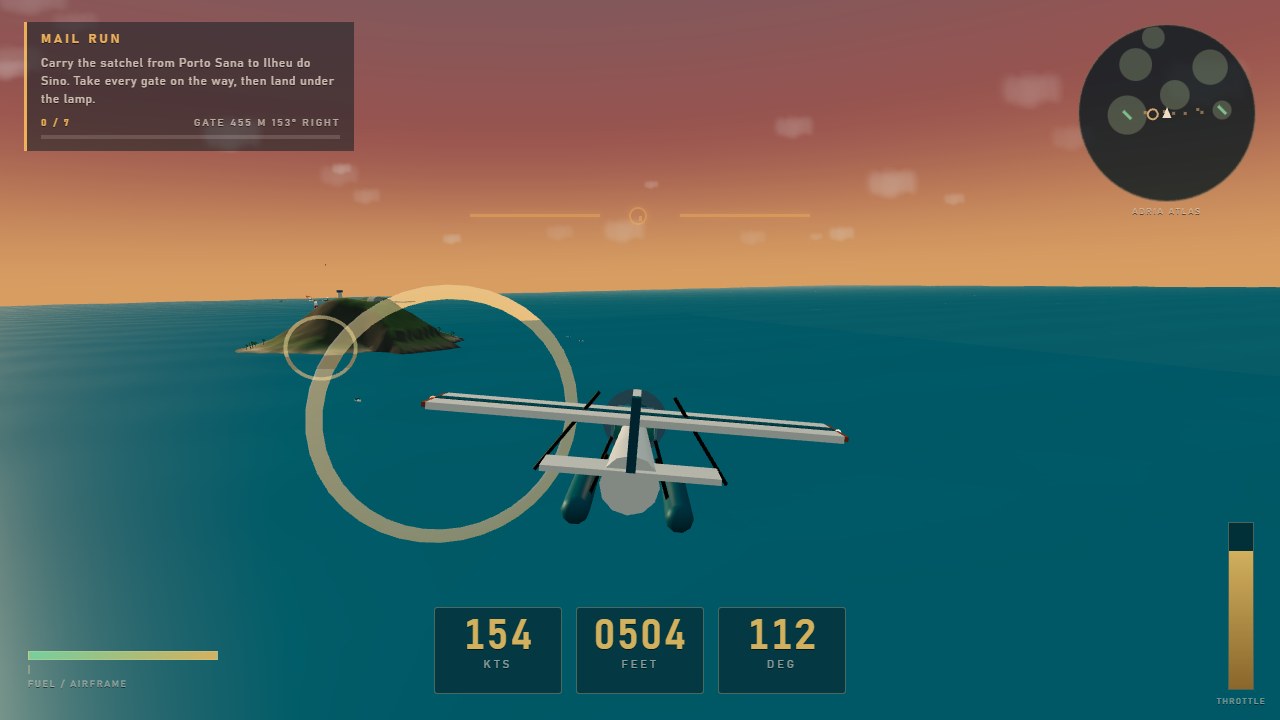 MAIL RUN
Carry the satchel from Porto Sana to Ilheu do
Sino. Take every gate on the way, then land under
the lamp.
0 / 7
GATE 455 M 153° RIGHT
ADRIA ATLAS
154
KTS
0504
FEET
112
DEG
FUEL / AIRFRAME
THROTTLE